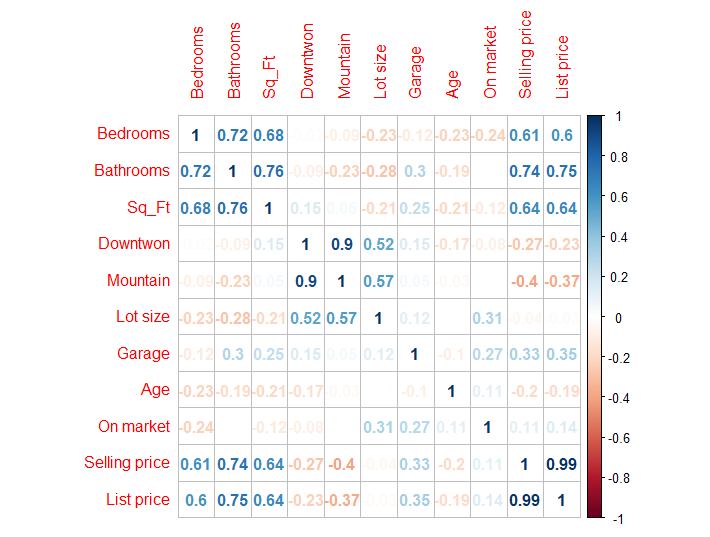 Bedrooms Bathrooms Sq_Ft Downtwon Mountain Lot size Garage Age On market Selling price List price
Bedrooms 1 0.72 0.68 -0.09 -0.23 -0.12 -0.23 -0.24 0.61 0.6
Bathrooms 0.72 1 0.76 -0.09 -0.23 -0.28 0.3 -0.19 0.74 0.75
Sq_Ft 0.68 0.76 1 0.15 0.05 -0.21 0.25 -0.21 -0.12 0.64 0.64
Downtwon -0.09 0.15 1 0.9 0.52 0.15 -0.17 -0.08 -0.27 -0.23
Mountain -0.09 -0.23 0.05 0.9 1 0.57 0.05 -0.03 -0.4 -0.37
Lot size -0.23 -0.28 -0.21 0.52 0.57 1 0.12 0.31 -0.04
Garage -0.12 0.3 0.25 0.15 0.05 0.12 1 -0.1 0.27 0.33 0.35
Age -0.23 -0.19 -0.21 -0.17 -0.03 -0.1 1 0.11 -0.2 -0.19
On market -0.24 -0.12 -0.08 0.31 0.27 0.11 1 0.11 0.14
Selling price 0.61 0.74 0.64 -0.27 -0.4 -0.04 0.33 -0.2 0.11 1 0.99
List price 0.6 0.75 0.64 -0.23 -0.37 0.35 -0.19 0.14 0.99 1
1
0.8
0.6
0.4
0.2
0
-0.2
-0.4
-0.6
-0.8
-1